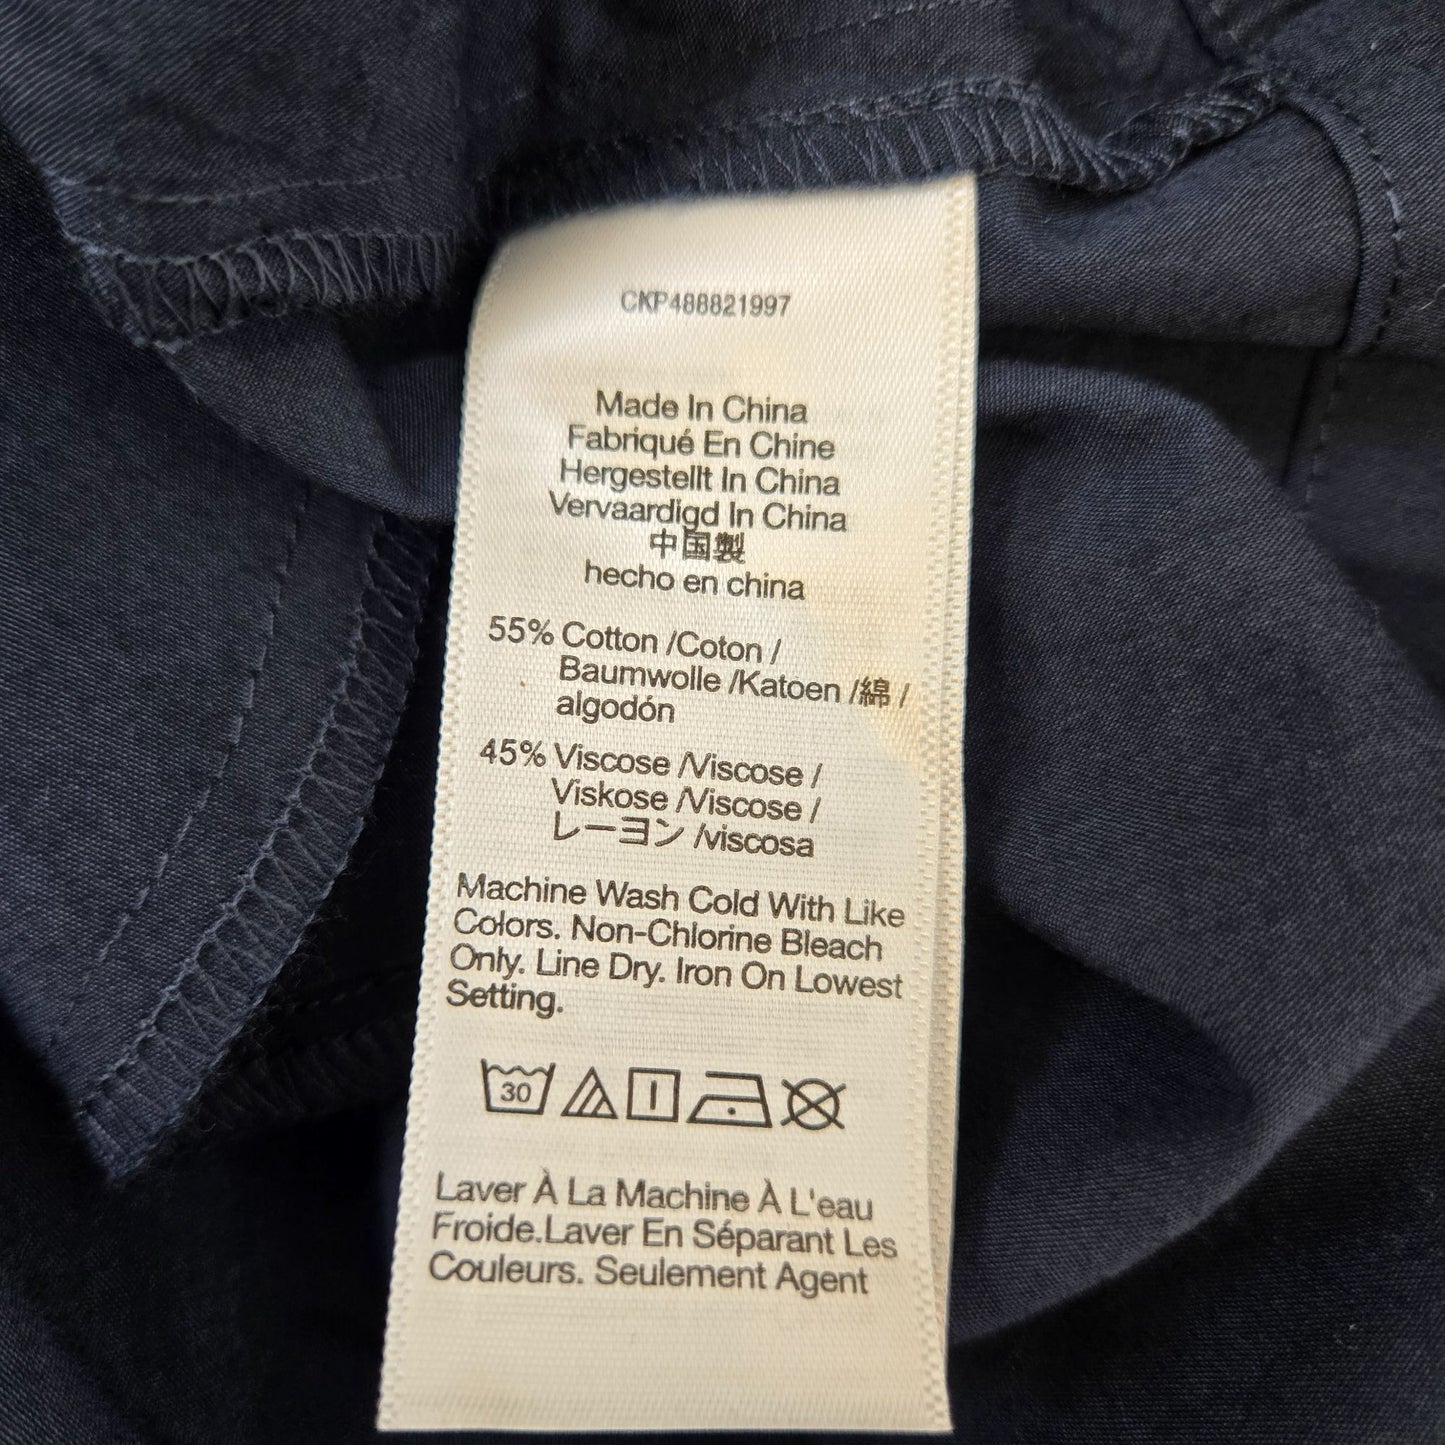 CKP488821997
Made In China
Fabriqué En Chine
Hergestellt In China
Vervaardigd In China
中国製
hecho en china
55% Cotton /Coton /
Baumwolle /Katoen /綿 /
algodón
45% Viscose /Viscose /
Viskose /Viscose /
レーヨン /viscosa
Machine Wash Cold With Like
Colors. Non-Chlorine Bleach
Only. Line Dry. Iron On Lowest
Setting.
30
Laver À La Machine À L'eau
Froide.Laver En Séparant Les
Couleurs. Seulement Agent